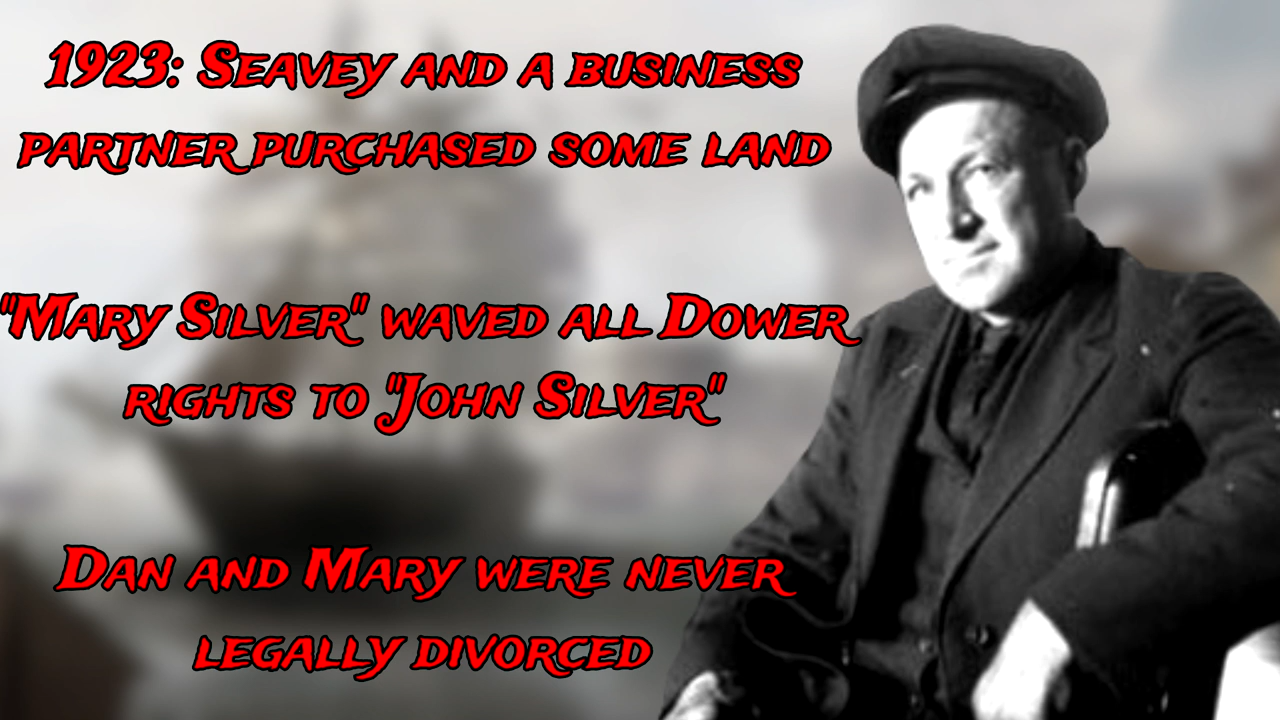 1923: Seavey and a business
partner purchased some land
"Mary Silver" waved all Dower
rights to "John Silver"
Dan and Mary were never
legally divorced